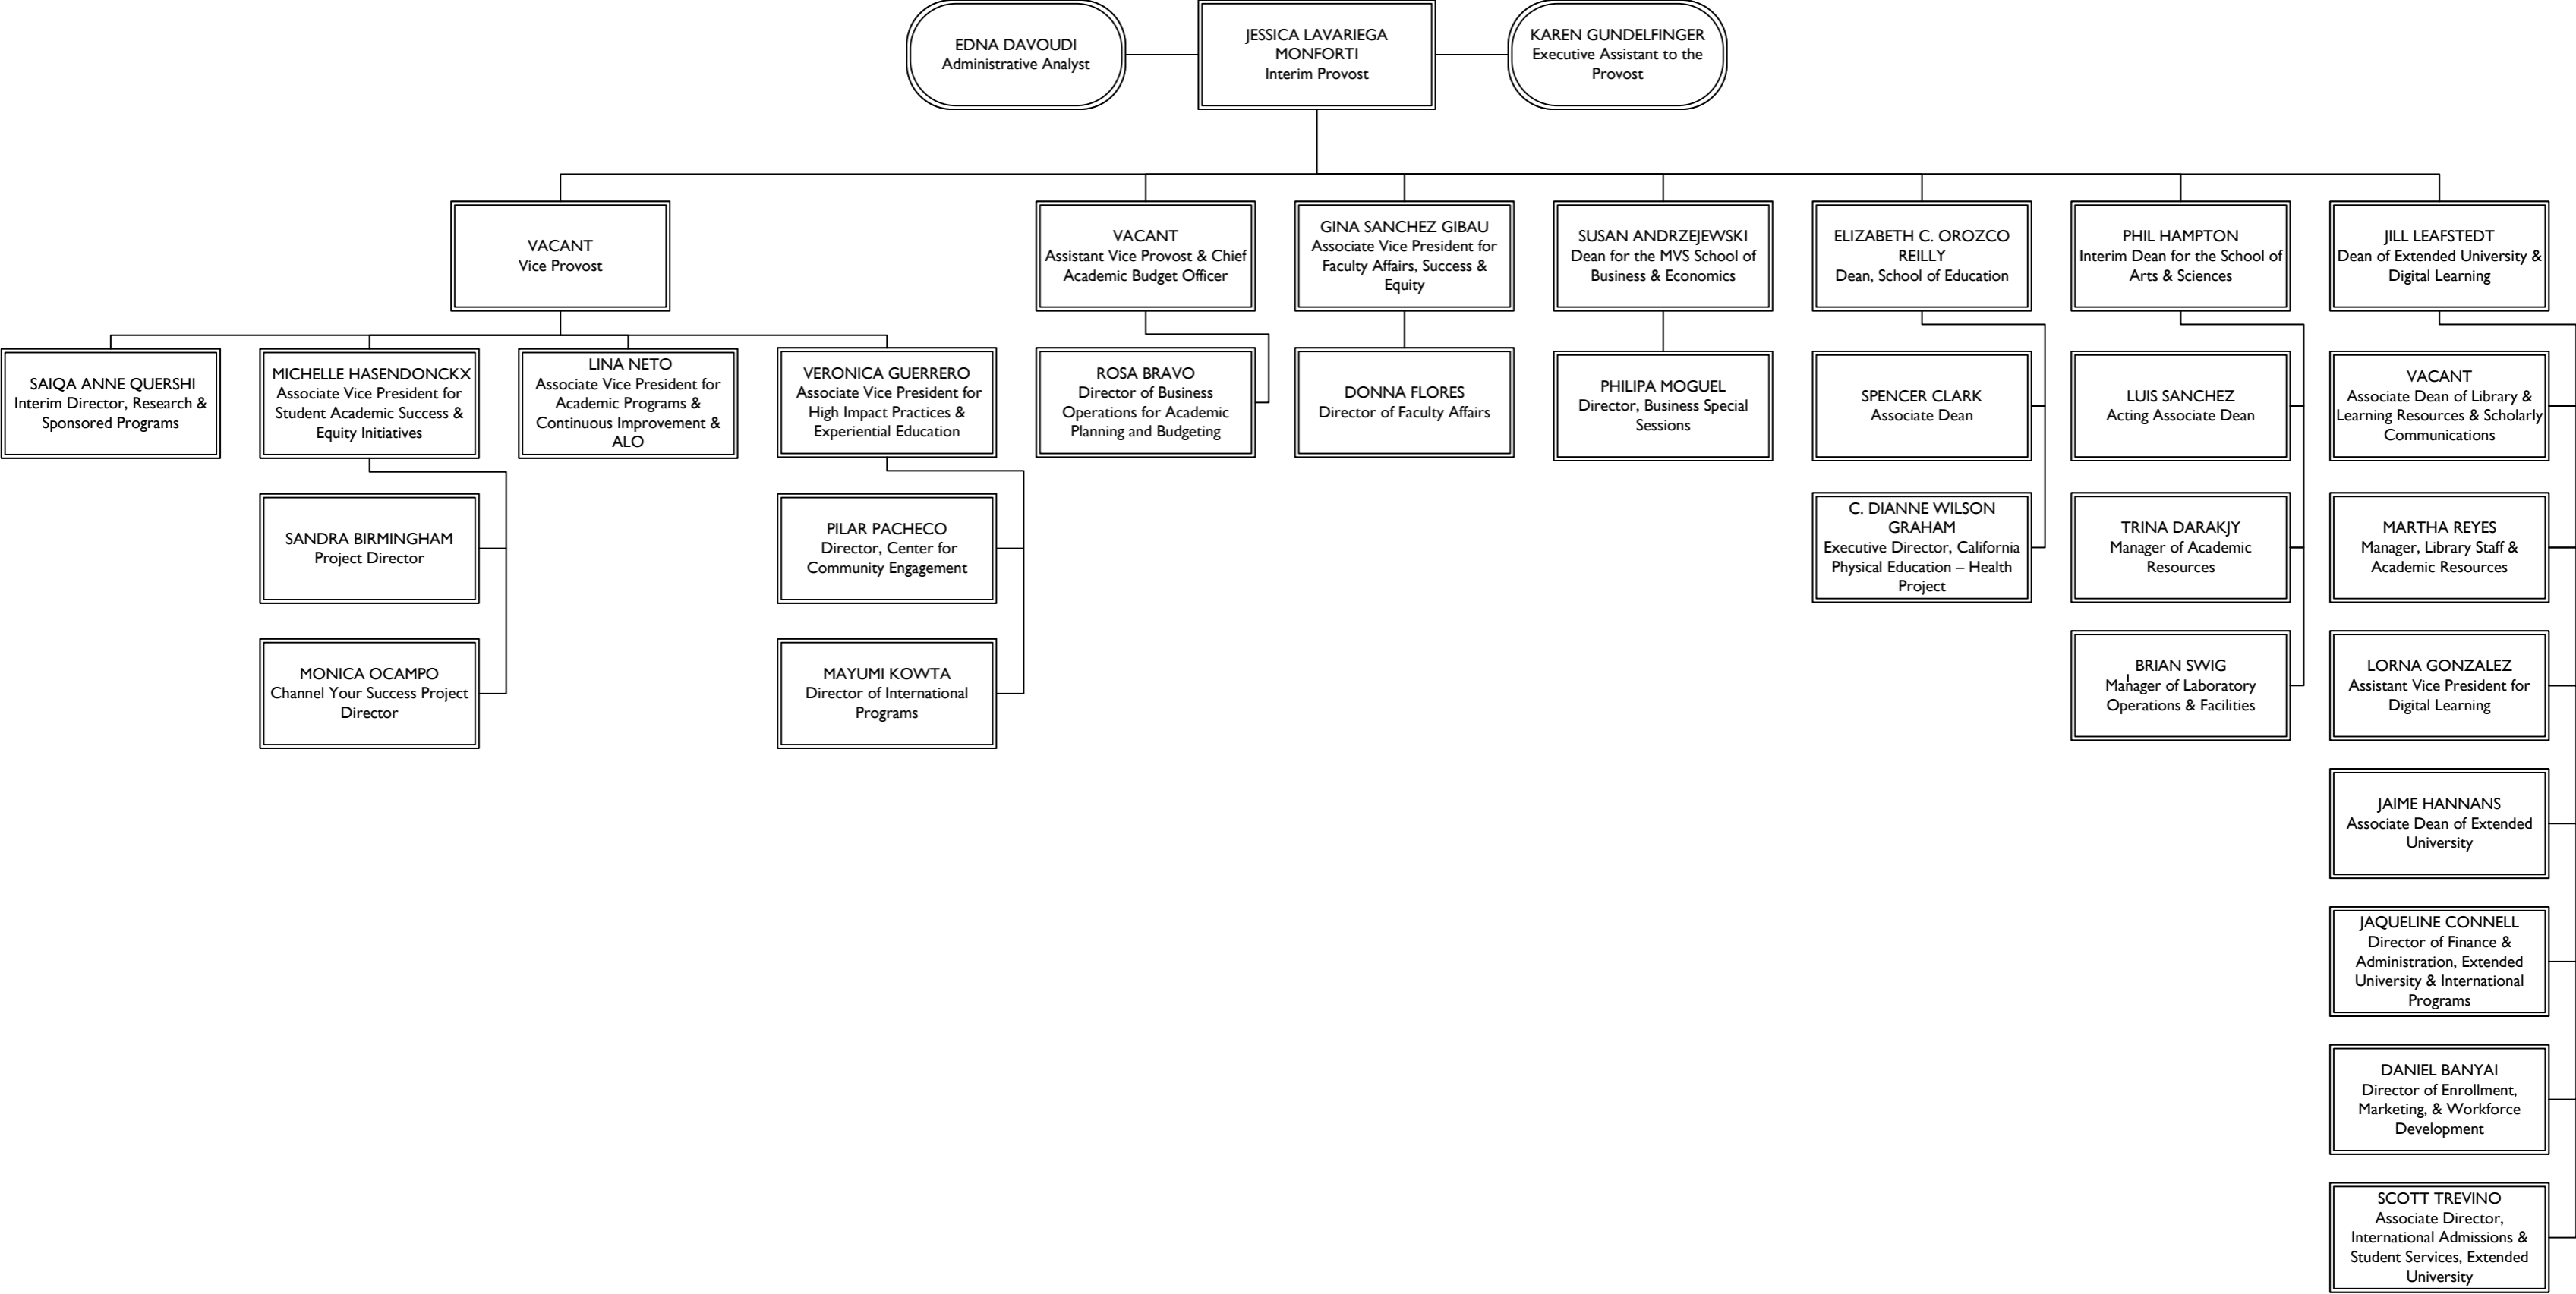 EDNA DAVOUDI
Administrative Analyst
JESSICA LAVARIEGA
MONFORTI
Interim Provost
KAREN GUNDELFINGER
Executive Assistant to the
Provost
VACANT
Vice Provost
VACANT
Assistant Vice Provost & Chief
Academic Budget Officer
GINA SANCHEZ GIBAU
Associate Vice President for
Faculty Affairs, Success &
Equity
SUSAN ANDRZEJEWSKI
Dean for the MVS School of
Business & Economics
ELIZABETH C. OROZCO
REILLY
Dean, School of Education
PHIL HAMPTON
Interim Dean for the School of
Arts & Sciences
JILL LEAFSTEDT
Dean of Extended University &
Digital Learning
SAIQA ANNE QUERSHI
Interim Director, Research &
Sponsored Programs
MICHELLE HASENDONCKX
Associate Vice President for
Student Academic Success &
Equity Initiatives
LINA NETO
Associate Vice President for
Academic Programs &
Continuous Improvement &
ALO
VERONICA GUERRERO
Associate Vice President for
High Impact Practices &
Experiential Education
ROSA BRAVO
Director of Business
Operations for Academic
Planning and Budgeting
DONNA FLORES
Director of Faculty Affairs
PHILIPA MOGUEL
Director, Business Special
Sessions
SPENCER CLARK
Associate Dean
LUIS SANCHEZ
Acting Associate Dean
VACANT
Associate Dean of Library &
Learning Resources & Scholarly
Communications
SANDRA BIRMINGHAM
Project Director
PILAR PACHECO
Director, Center for
Community Engagement
C. DIANNE WILSON
GRAHAM
Executive Director, California
Physical Education – Health
Project
TRINA DARAKJY
Manager of Academic
Resources
MARTHA REYES
Manager, Library Staff &
Academic Resources
MONICA OCAMPO
Channel Your Success Project
Director
MAYUMI KOWTA
Director of International
Programs
BRIAN SWIG
Manager of Laboratory
Operations & Facilities
LORNA GONZALEZ
Assistant Vice President for
Digital Learning
JAIME HANNANS
Associate Dean of Extended
University
JAQUELINE CONNELL
Director of Finance &
Administration, Extended
University & International
Programs
DANIEL BANYAI
Director of Enrollment,
Marketing, & Workforce
Development
SCOTT TREVINO
Associate Director,
International Admissions &
Student Services, Extended
University